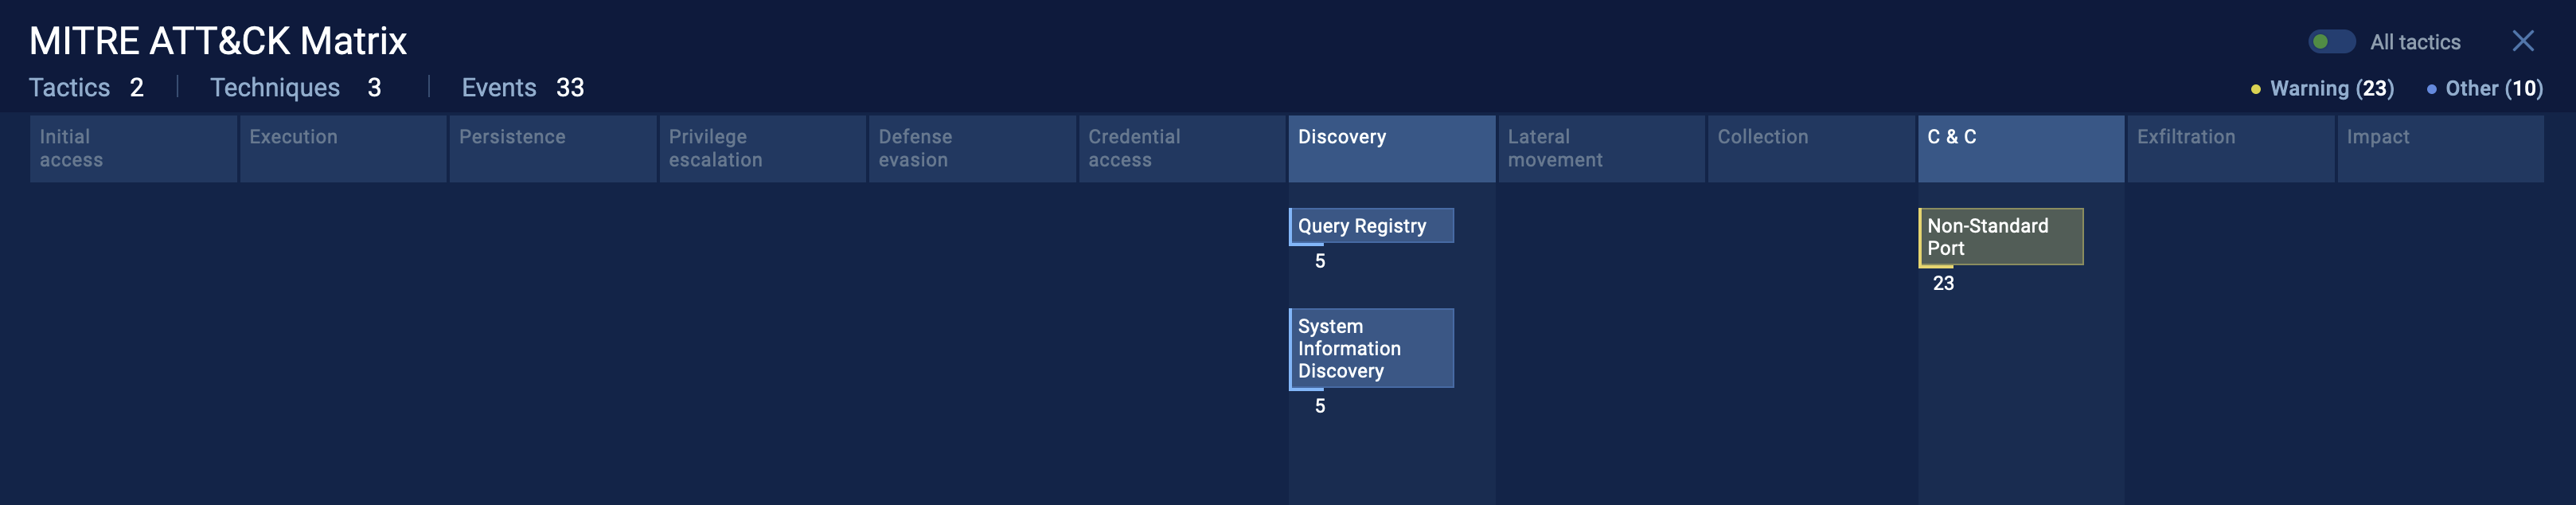 MITRE ATT&CK Matrix
All tactics
Tactics 2 Techniques 3 Events 33
Warning (23) Other (10)
Initial
access
Execution
Persistence
Privilege
escalation
Defense
evasion
Credential
access
Discovery
Lateral
movement
Collection
C & C
Exfiltration
Impact
Query Registry
5
System
Information
Discovery
5
Non-Standard
Port
23